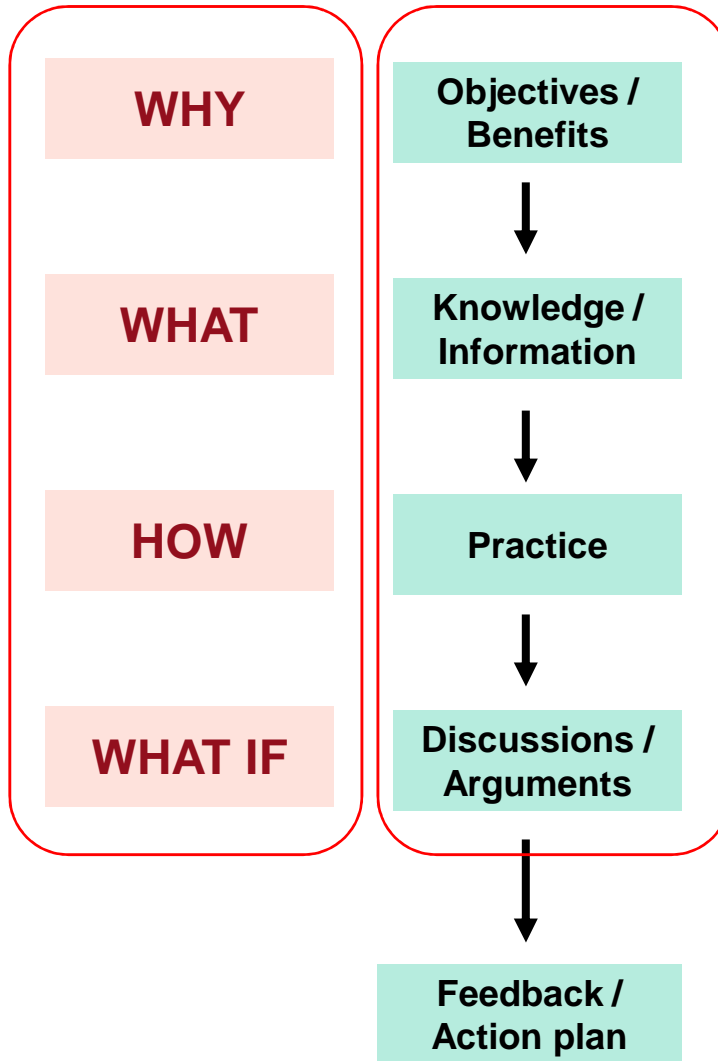 WHY
Objectives /
Benefits
WHAT
Knowledge /
Information
HOW
Practice
WHAT IF
Discussions /
Arguments
Feedback /
Action plan